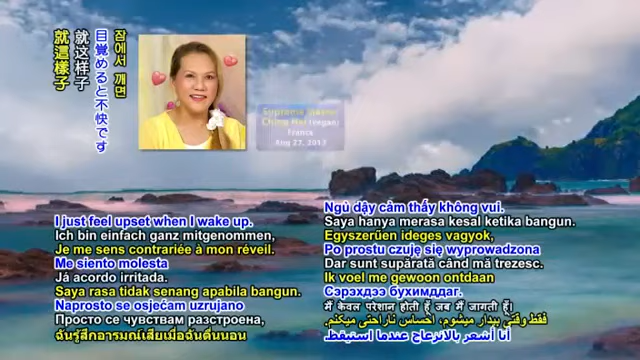 잠에서 깨면
目覚めると不快です
就这样子
就這樣子
Supreme Master
Ching Hai (vegan)
France
Aug 27, 2017
I just feel upset when I wake up.
Ich bin einfach ganz mitgenommen,
Je me sens contrariée à mon réveil.
Me siento molesta
Já acordo irritada.
Saya rasa tidak senang apabila bangun.
Naprosto se osjećam uzrujano
Просто се чувствам разстроена,
ฉันรู้สึกอารมณ์เสียเมื่อฉันตื่นนอน
Ngủ dậy cảm thấy không vui.
Saya hanya merasa kesal ketika bangun.
Egyszerűen ideges vagyok,
Po prostu czuję się wyprowadzona
Dar sunt supărată când mă trezesc.
Ik voel me gewoon ontdaan
Сэрэхдээ бухимддаг.
मैं केवल परेशान होती हूँ जब मैं जागती हूँ।
فقط وقتی بیدار میشوم، احساس ناراحتی میکنم.
أنا أشعر بالانزعاج عندما استيقظ.